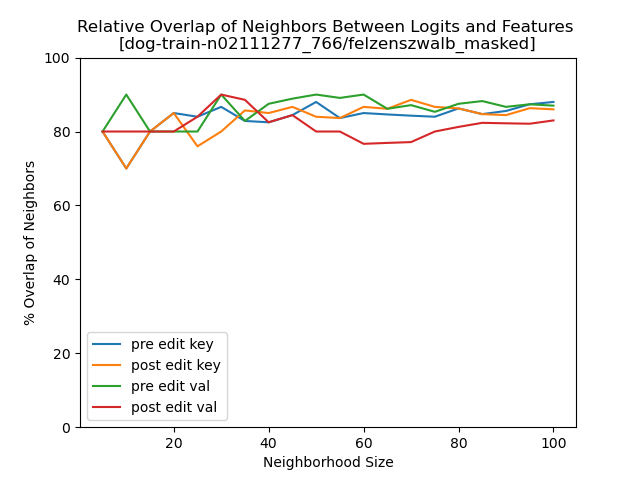 Relative Overlap of Neighbors Between Logits and Features
[dog-train-n02111277_766/felzenszwalb_masked]
100
80
60
40
20
0
% Overlap of Neighbors
pre edit key
post edit key
pre edit val
post edit val
20 40 60 80 100
Neighborhood Size